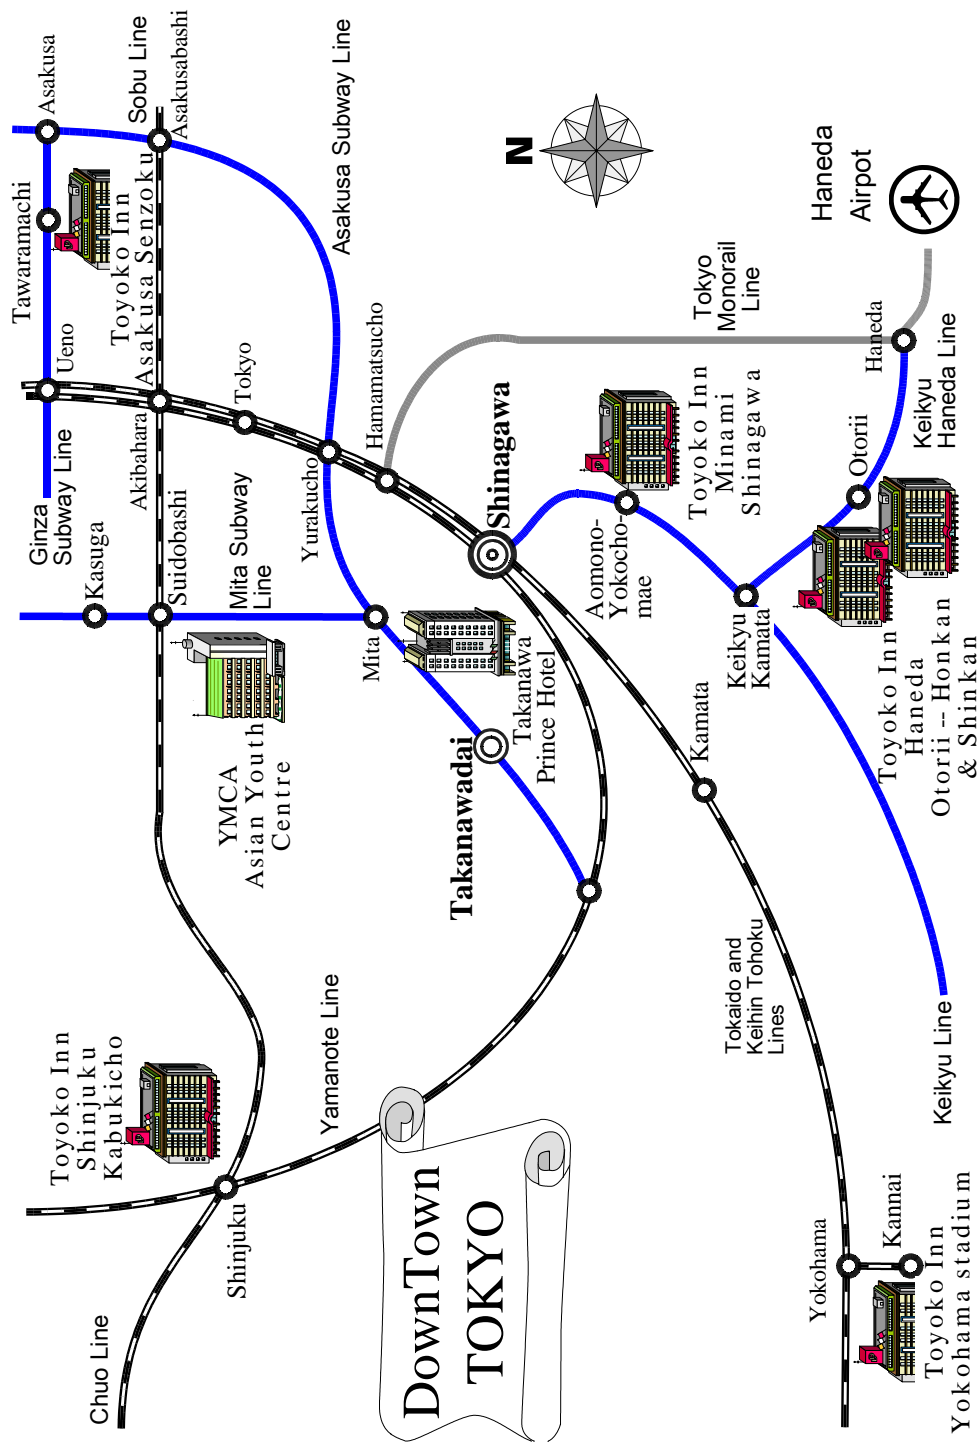 Chuo Line
Shinjuku
Toyoko Inn
Shinjuku
Kabukicho
Yamanote Line
DownTown
TOKYO
YMCA
Asian Youth
Centre
Kasuga
Suidobashi
Mita Subway
Line
Ginza
Subway Line
Ueno
Tawaramachi
Asakusa
Toyoko Inn
Asakusa Senzoku
Sobu Line
Asakusabashi
Akibahara
Tokyo
Yurakucho
Hamamatsucho
Asakusa Subway Line
Mita
Takanawadai
Takanawa
Prince Hotel
Shinagawa
N
Aomono-
Yokocho-
mae
Toyoko Inn
Minami
Shinagawa
Tokyo
Monorail
Line
Haneda
Airpot
Kamata
Keikyu
Kamata
Otorii
Haneda
Keikyu
Haneda Line
Toyoko Inn
Haneda
Otorii -- Honkan
& Shinkan
Tokaido and
Keihin Tohoku
Lines
Keikyu Line
Yokohama
Kannai
Toyoko Inn
Yokohama stadium